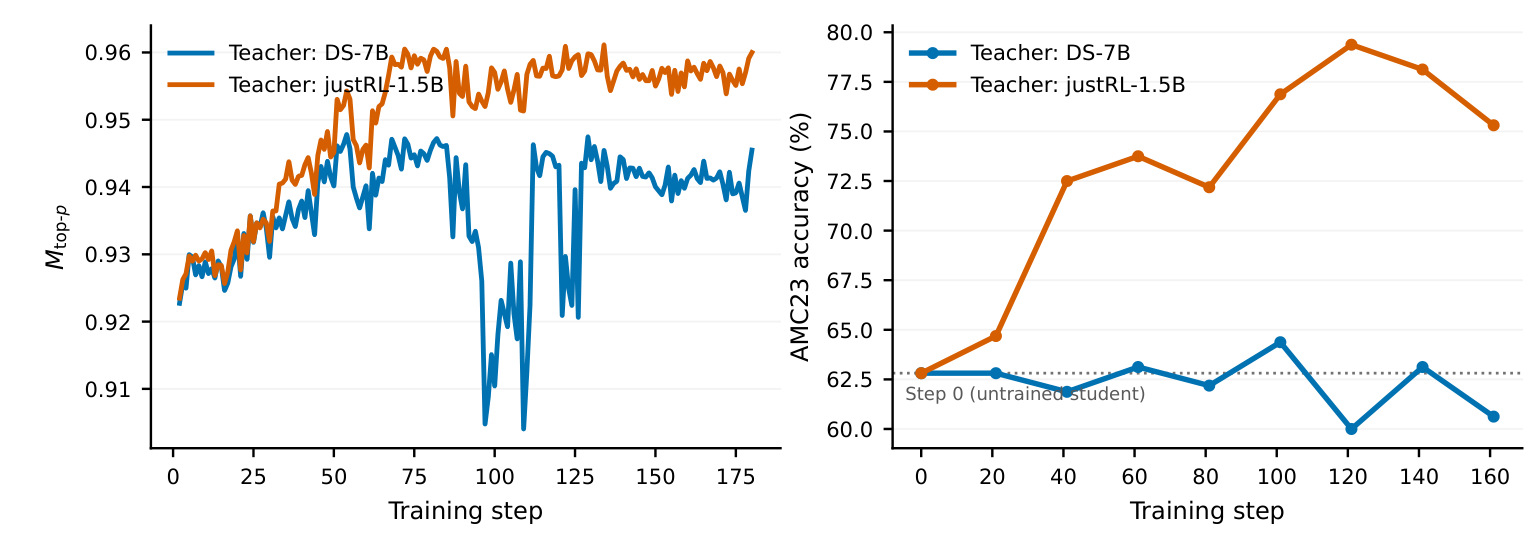 Teacher: DS-7B
Teacher: justRL-1.5B
0.96
0.95
0.94
0.93
0.92
0.91
M_top-p
0 25 50 75 100 125 150 175
Training step
Teacher: DS-7B
Teacher: justRL-1.5B
80.0
77.5
75.0
72.5
70.0
67.5
65.0
62.5
60.0
AMC23 accuracy (%)
Step 0 (untrained student)
0 20 40 60 80 100 120 140 160
Training step